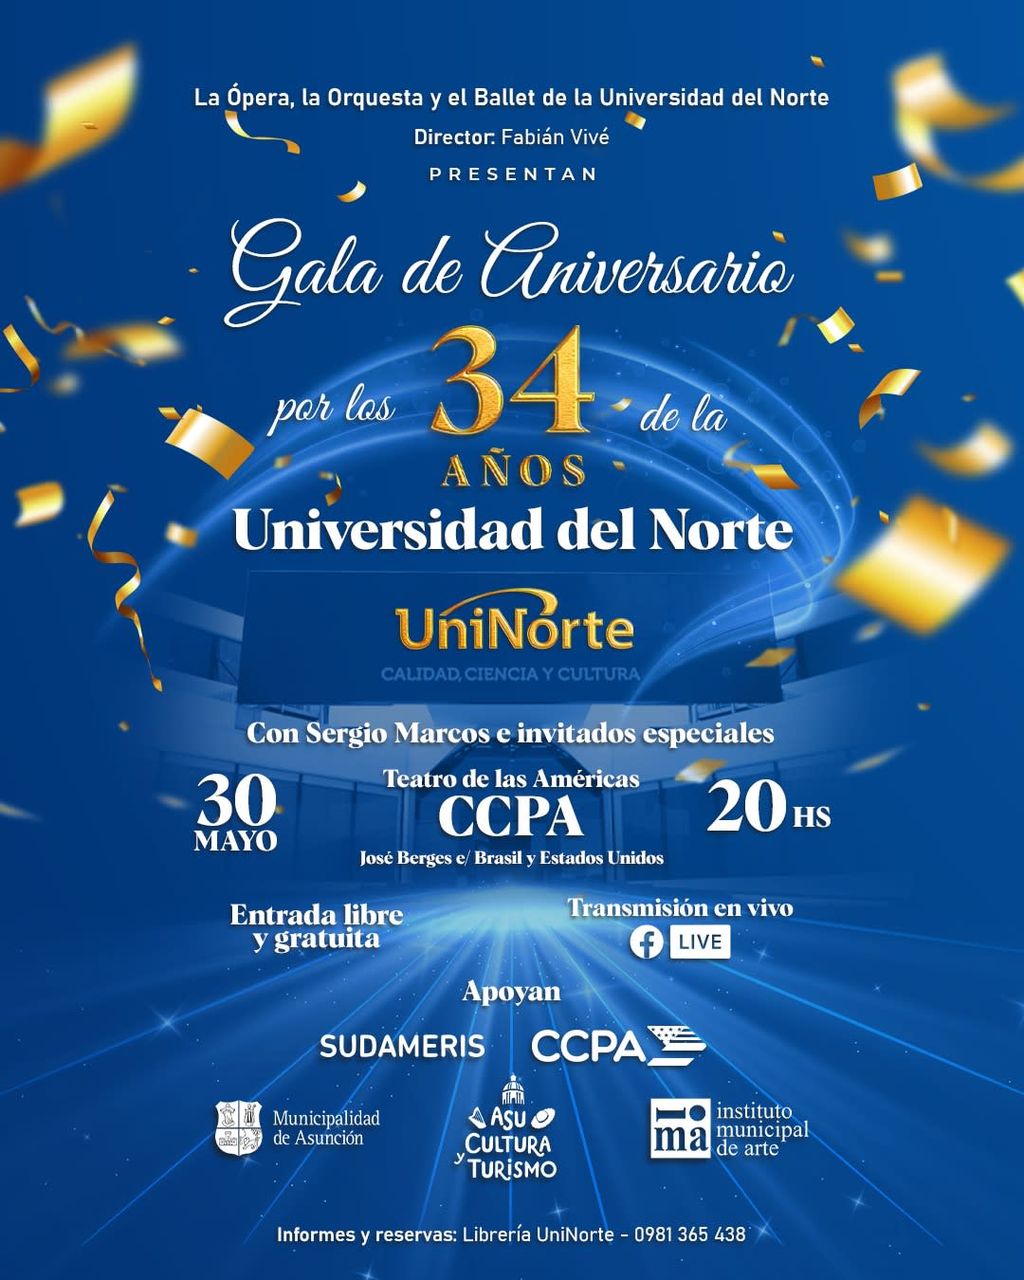 La Ópera, la Orquesta y el Ballet de la Universidad del Norte
Director: Fabián Vivé
PRESENTAN
Gala de Aniversario
por los 34 de la
AÑOS
Universidad del Norte
UniNorte
CALIDAD, CIENCIA Y CULTURA
Con Sergio Marcos e invitados especiales
30
MAYO
Teatro de las Américas
CCPA
José Berges e/ Brasil y Estados Unidos
20 HS
Entrada libre
y gratuita
Transmisión en vivo
LIVE
Apoyan
SUDAMERIS
CCPA
Municipalidad
de Asunción
ASU
CULTURA
y TURISMO
ima
instituto
municipal
de arte
Informes y reservas: Librería UniNorte - 0981 365 438